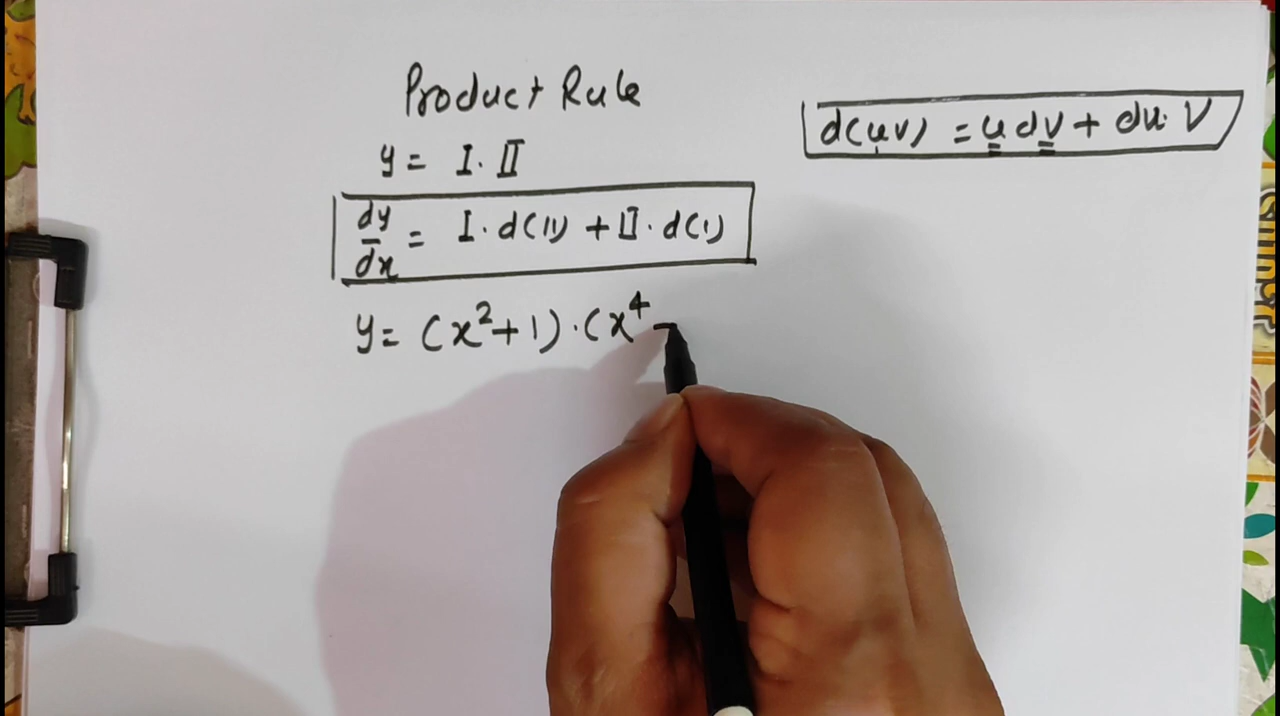 Product Rule
d(uv) = u dv + du. v
y = I. II
dy/dx = I. d(II) + II. d(I)
y = (x²+1).(x⁴ -